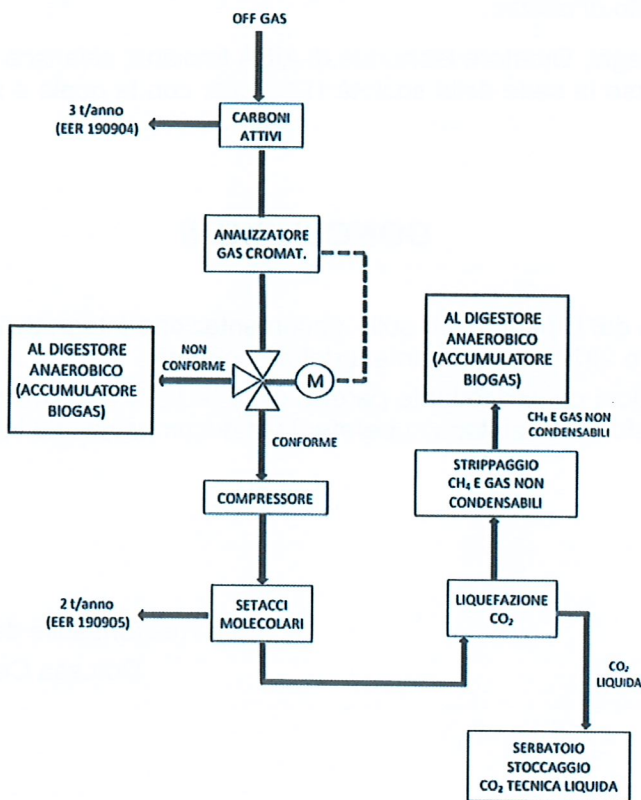 OFF GAS
3 t/anno
(EER 190904)
CARBONI
ATTIVI
ANALIZZATORE
GAS CROMAT.
AL DIGESTORE
ANAEROBICO
(ACCUMULATORE
BIOGAS)
NON
CONFORME
M
CONFORME
COMPRESSORE
2 t/anno
(EER 190905)
SETACCI
MOLECOLARI
AL DIGESTORE
ANAEROBICO
(ACCUMULATORE
BIOGAS)
CH₄ E GAS NON
CONDENSABILI
STRIPPAGGIO
CH₄ E GAS NON
CONDENSABILI
LIQUEFAZIONE
CO₂
CO₂
LIQUIDA
SERBATOIO
STOCCAGGIO
CO₂ TECNICA LIQUIDA